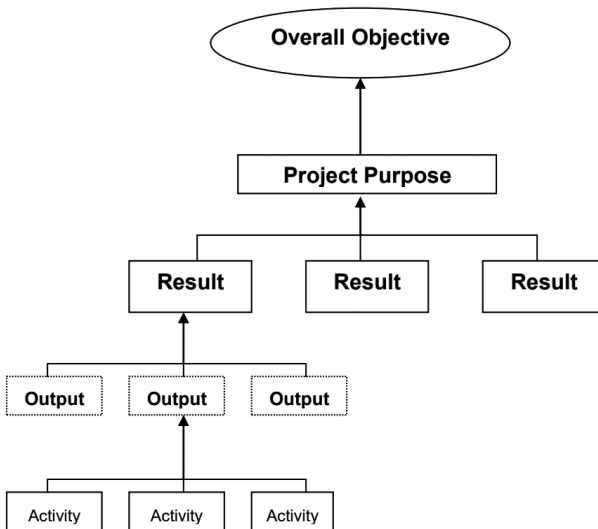 Overall Objective
Project Purpose
Result
Result
Result
Output
Output
Output
Activity
Activity
Activity